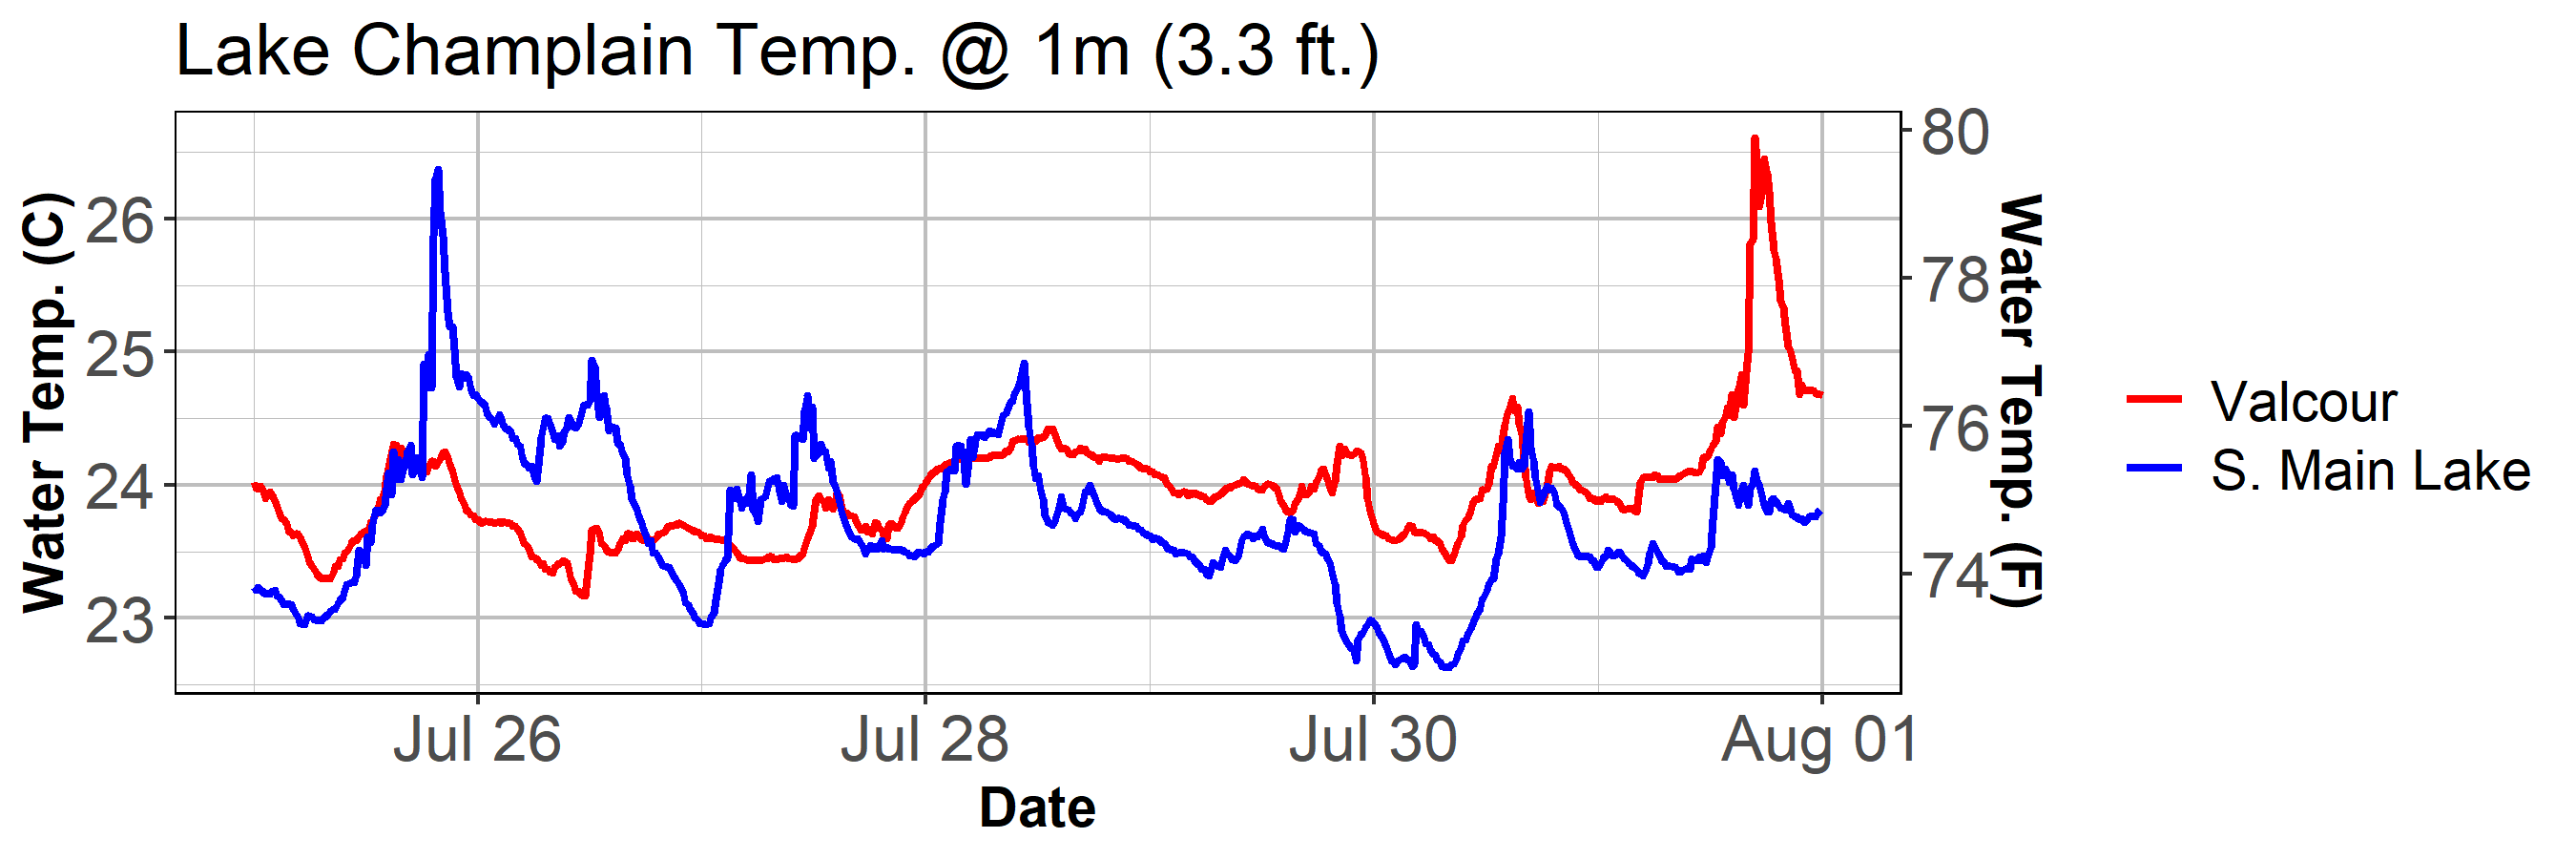 Lake Champlain Temp. @ 1m (3.3 ft.)
Water Temp. (C)
26
25
24
23
80
78
76
74
Water Temp. (F)
Jul 26
Jul 28
Jul 30
Aug 01
Date
Valcour
S. Main Lake